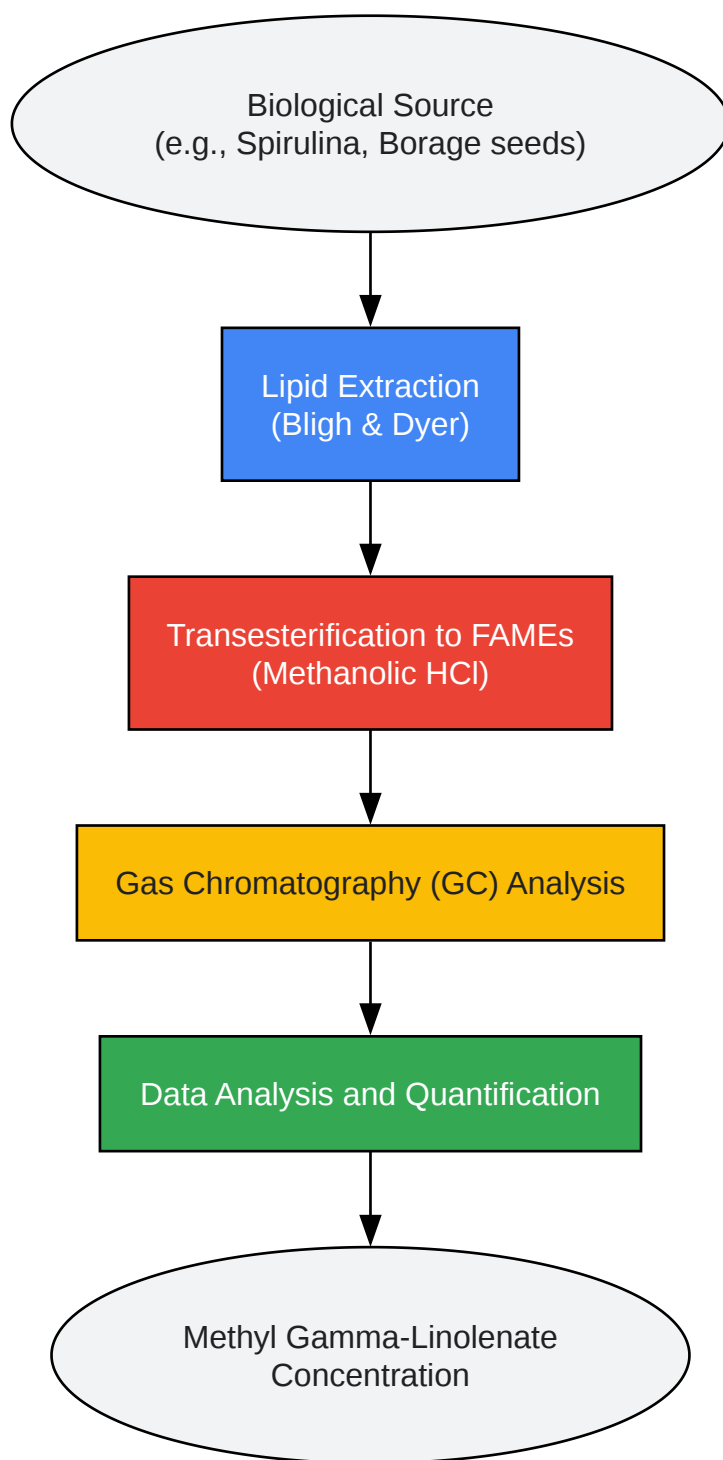 Biological Source
(e.g., Spirulina, Borage seeds)
Lipid Extraction
(Bligh & Dyer)
Transesterification to FAMEs
(Methanolic HCl)
Gas Chromatography (GC) Analysis
Data Analysis and Quantification
Methyl Gamma-Linolenate
Concentration